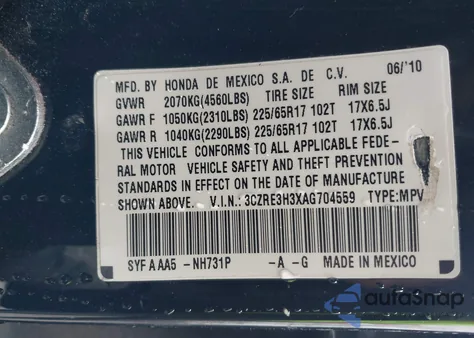 MFD. BY HONDA DE MEXICO S.A. DE C.V. 06/'10
GVWR 2070KG(4560LBS) TIRE SIZE RIM SIZE
GAWR F 1050KG(2310LBS) 225/65R17 102T 17X6.5J
GAWR R 1040KG(2290LBS) 225/65R17 102T 17X6.5J
THIS VEHICLE CONFORMS TO ALL APPLICABLE FEDE-
RAL MOTOR VEHICLE SAFETY AND THEFT PREVENTION
STANDARDS IN EFFECT ON THE DATE OF MANUFACTURE
SHOWN ABOVE. V.I.N.: 3CZRE3H3XAG704559 TYPE:MPV
SYF A AA5 -NH731P -A -G MADE IN MEXICO
autoSnap